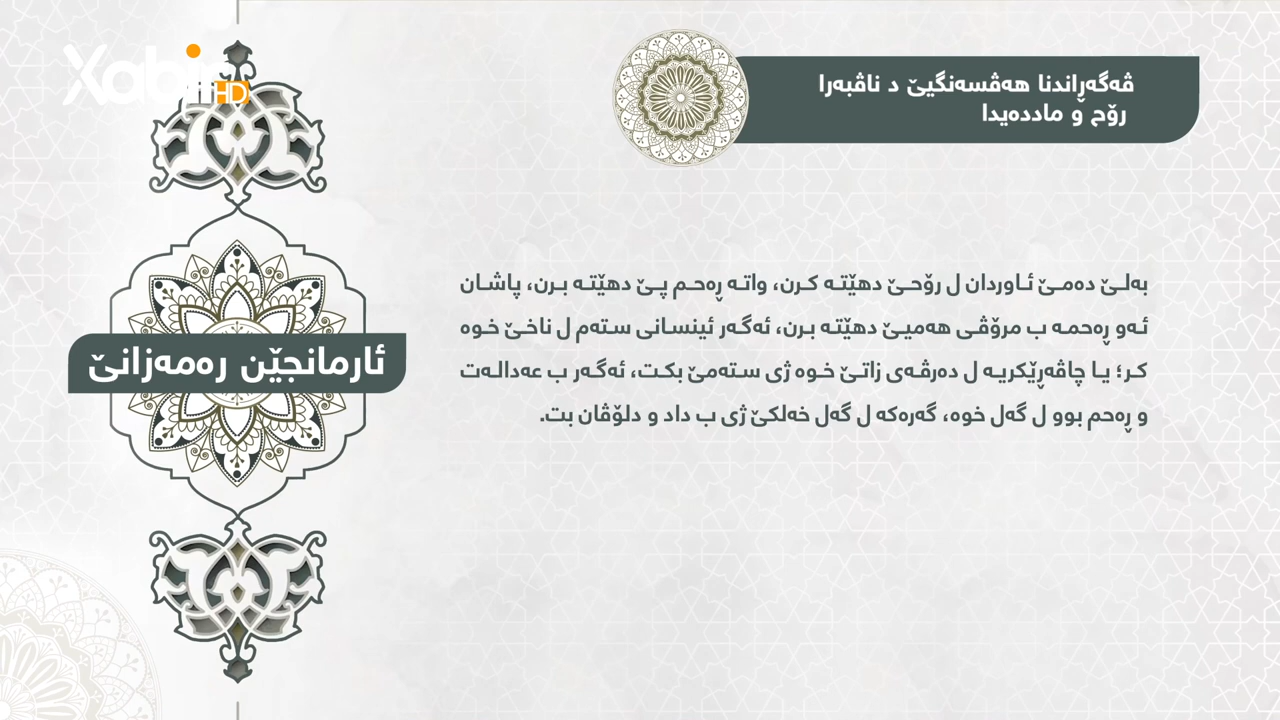 Xabir HD
ڤەگەڕاندنا هەڤسەنگیێ د ناڤبەرا
رۆح و ماددەیدا
بەلێ دەمێ ئاوردان ل رۆحێ دهێتە کرن، واتە ڕەحم پێ دهێتە برن، پاشان
ئەو ڕەحمە ب مرۆڤی هەمیێ دهێتە برن، ئەگەر ئینسانی ستەم ل ناخێ خوە
کر؛ یا چاڤەڕێکریە ل دەرڤەی زاتێ خوە ژی ستەمێ بکت، ئەگەر ب عەدالەت
و ڕەحم بوو ل گەل خوە، گەرەکە ل گەل خەلکێ ژی ب داد و دلۆڤان بت.
ئارمانجێن رەمەزانێ